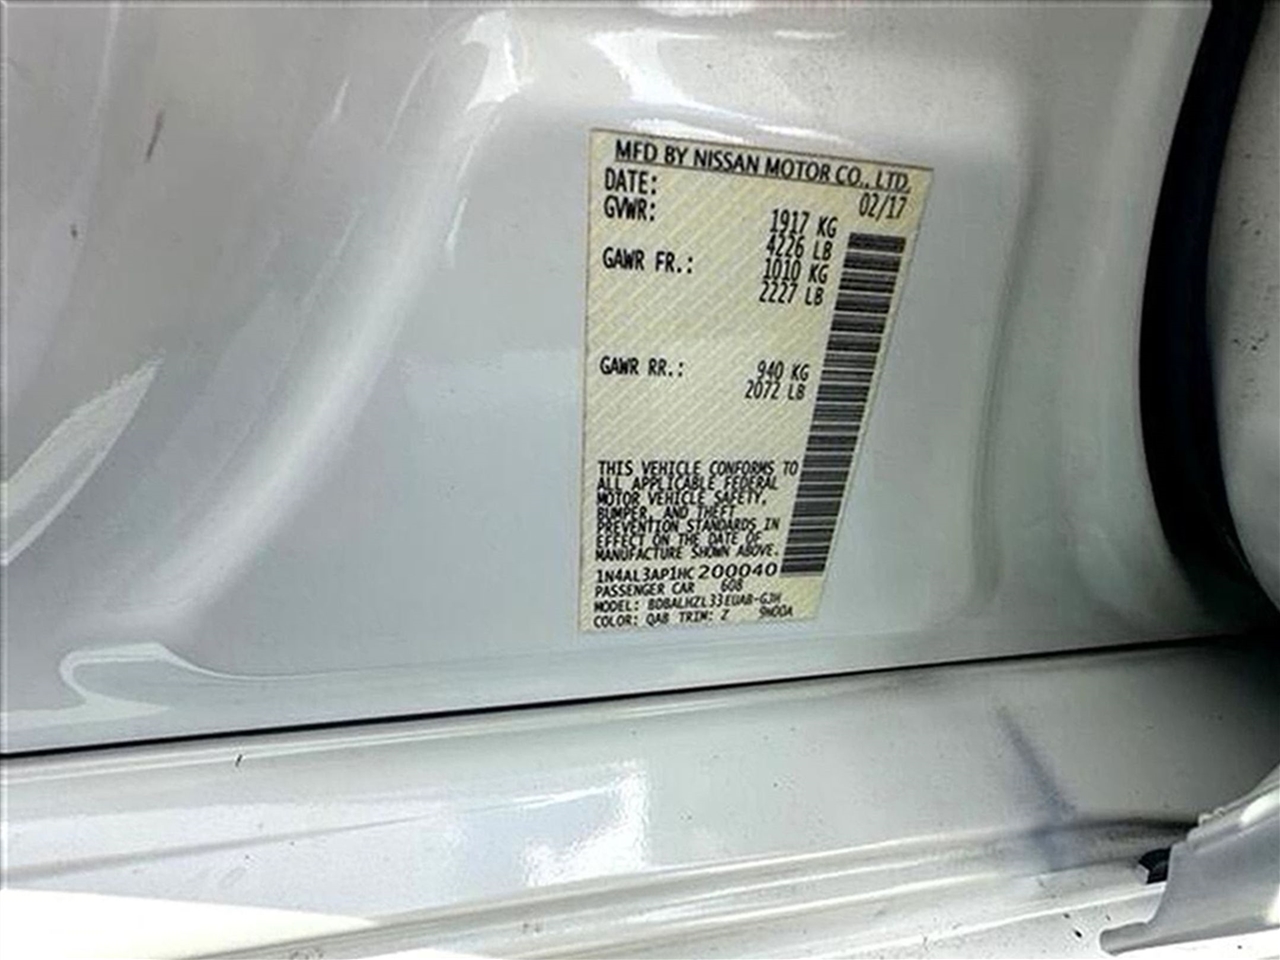 MFD BY NISSAN MOTOR CO., LTD.
DATE: 02/17
GVWR: 1917 KG
4226 LB
GAWR FR.: 1010 KG
2227 LB
GAWR RR.: 940 KG
2072 LB
THIS VEHICLE CONFORMS TO
ALL APPLICABLE FEDERAL
MOTOR VEHICLE SAFETY,
BUMPER, AND THEFT
PREVENTION STANDARDS IN
EFFECT ON THE DATE OF
MANUFACTURE SHOWN ABOVE.
1N4AL3AP1HC200040
PASSENGER CAR 608
MODEL: BDBALHZL33EUAB-GJH
COLOR: QAB TRIM: Z 9H00A